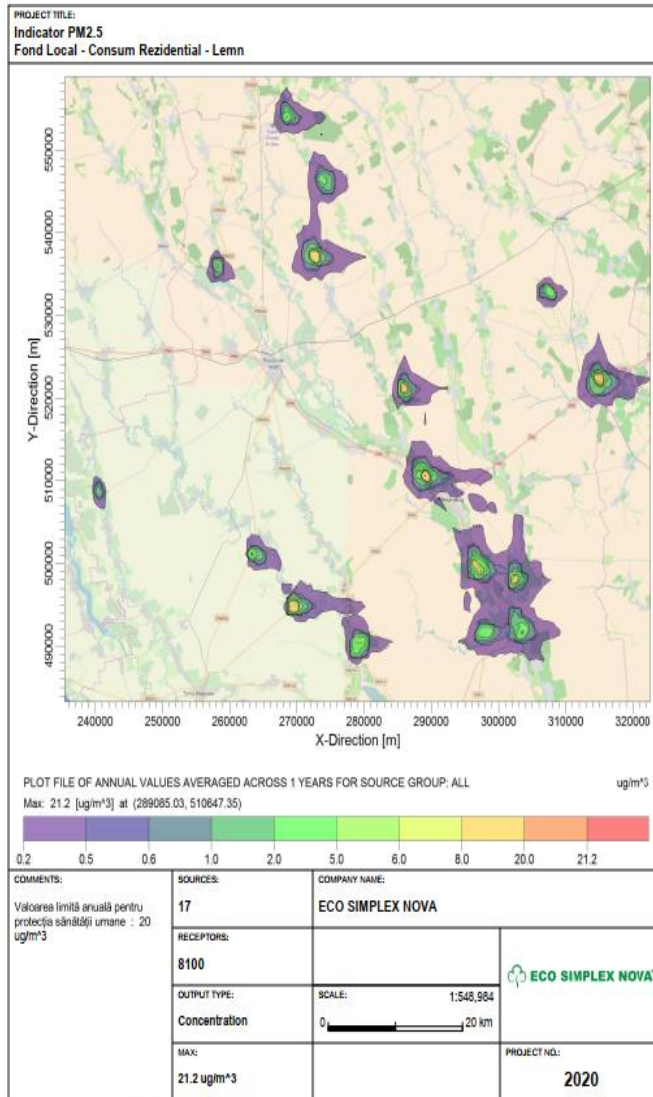 PROJECT TITLE:
Indicator PM2.5
Fond Local - Consum Rezidential - Lemn
Y-Direction [m]
550000
540000
530000
520000
510000
500000
490000
240000 250000 260000 270000 280000 290000 300000 310000 320000
X-Direction [m]
PLOT FILE OF ANNUAL VALUES AVERAGED ACROSS 1 YEARS FOR SOURCE GROUP: ALL ug/m^3
Max: 21.2 [ug/m^3] at (289085.03, 510647.35)
0.2 0.5 0.6 1.0 2.0 5.0 6.0 8.0 20.0 21.2
COMMENTS:
Valoarea limită anuală pentru
protecția sănătății umane : 20
ug/m^3
SOURCES:
17
COMPANY NAME:
ECO SIMPLEX NOVA
RECEPTORS:
8100
ECO SIMPLEX NOVA
OUTPUT TYPE:
Concentration
SCALE: 1:548,984
0 20 km
MAX:
21.2 ug/m^3
PROJECT NO.:
2020